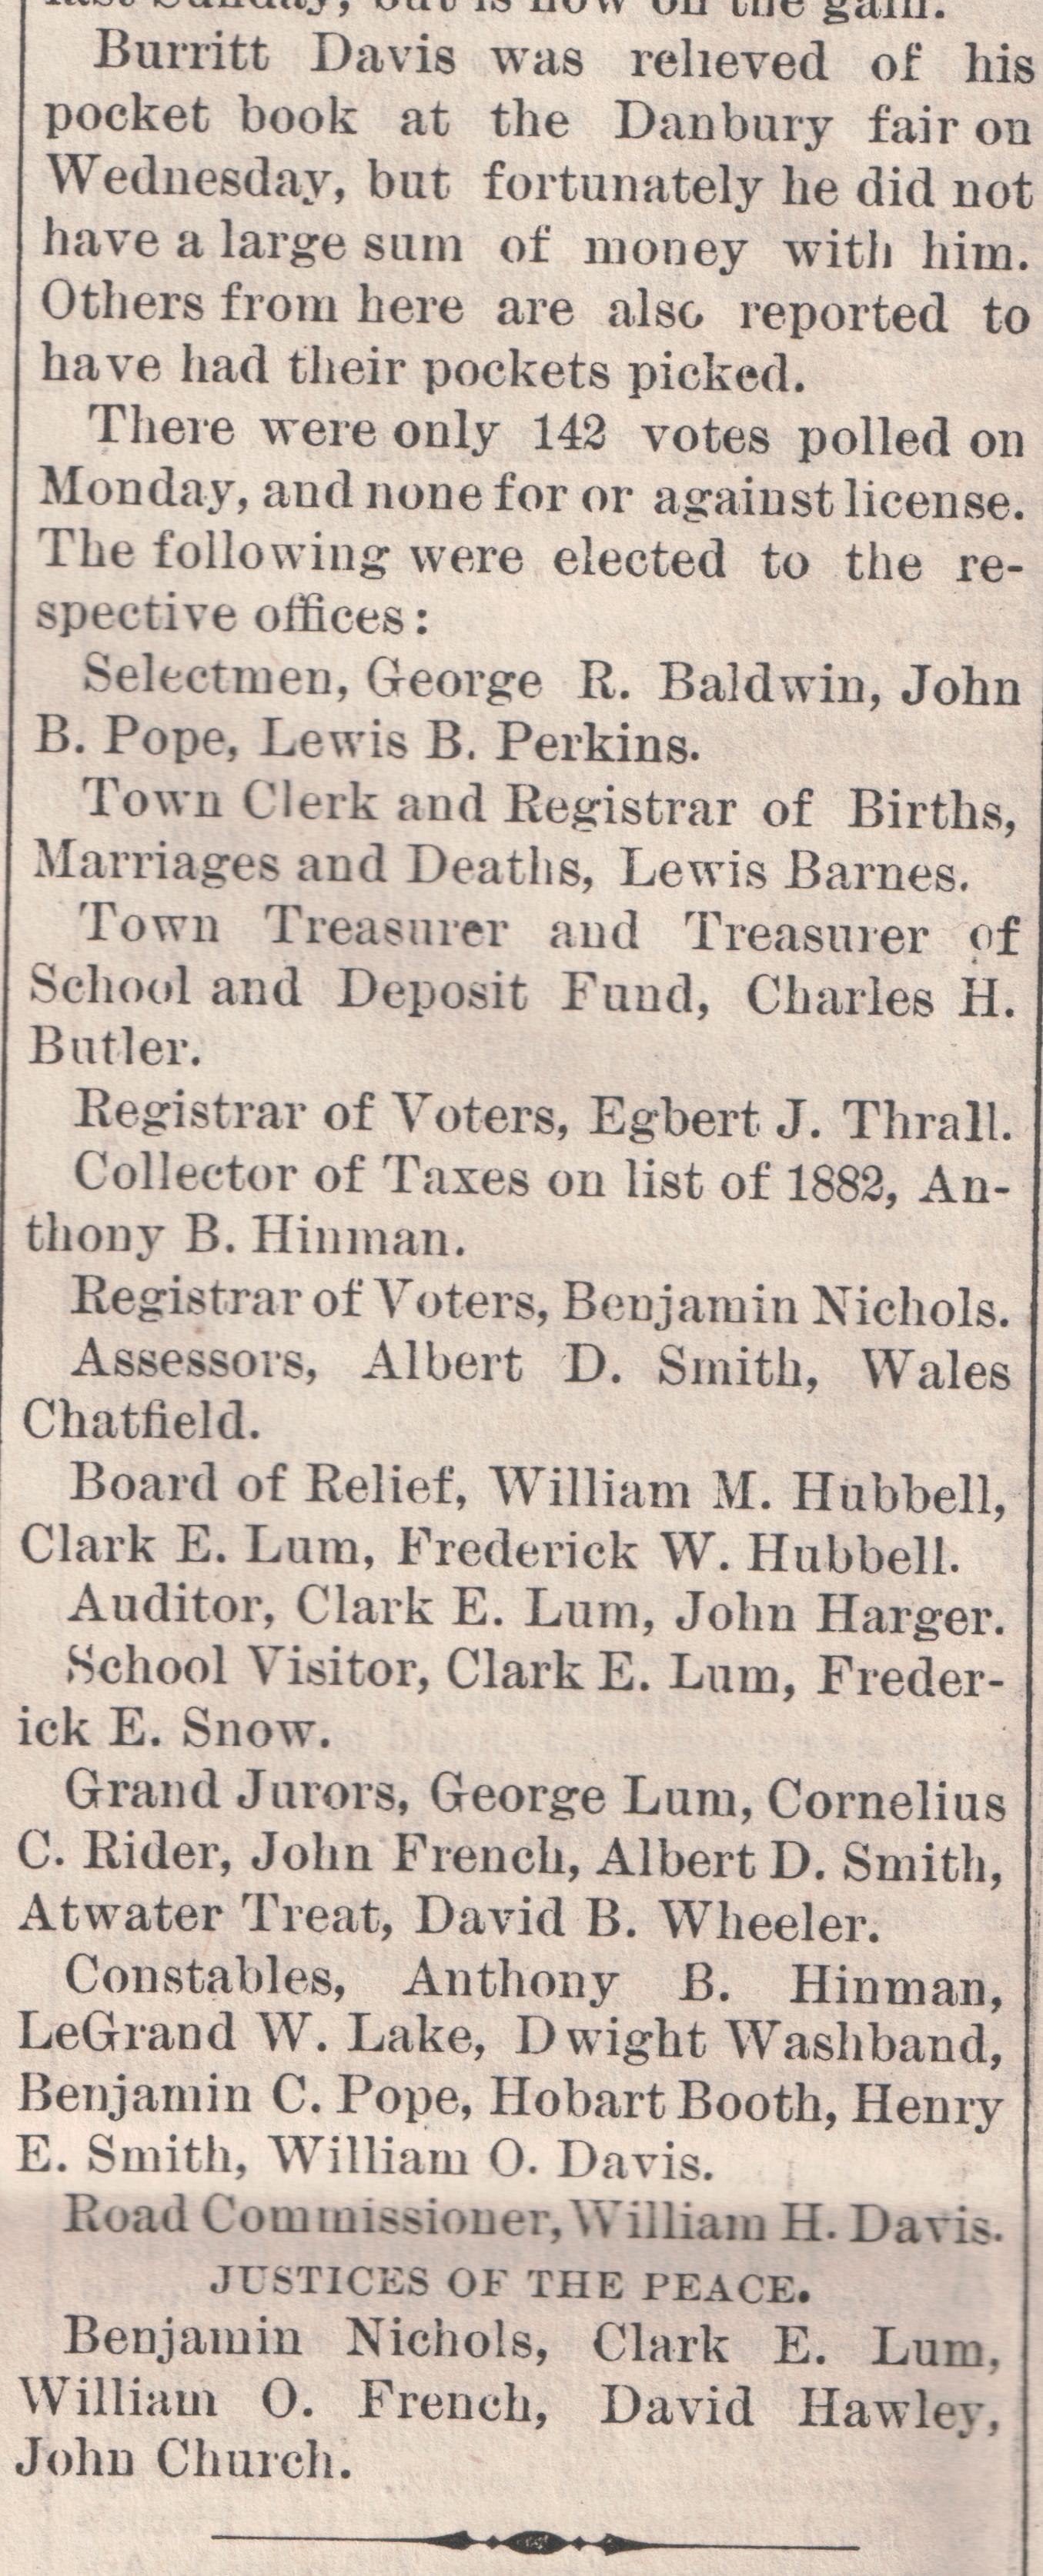 last Sunday, but is now on the gain.
Burritt Davis was relieved of his
pocket book at the Danbury fair on
Wednesday, but fortunately he did not
have a large sum of money with him.
Others from here are also reported to
have had their pockets picked.
There were only 142 votes polled on
Monday, and none for or against license.
The following were elected to the re-
spective offices:
Selectmen, George R. Baldwin, John
B. Pope, Lewis B. Perkins.
Town Clerk and Registrar of Births,
Marriages and Deaths, Lewis Barnes.
Town Treasurer and Treasurer of
School and Deposit Fund, Charles H.
Butler.
Registrar of Voters, Egbert J. Thrall.
Collector of Taxes on list of 1882, An-
thony B. Hinman.
Registrar of Voters, Benjamin Nichols.
Assessors, Albert D. Smith, Wales
Chatfield.
Board of Relief, William M. Hubbell,
Clark E. Lum, Frederick W. Hubbell.
Auditor, Clark E. Lum, John Harger.
School Visitor, Clark E. Lum, Freder-
ick E. Snow.
Grand Jurors, George Lum, Cornelius
C. Rider, John French, Albert D. Smith,
Atwater Treat, David B. Wheeler.
Constables, Anthony B. Hinman,
LeGrand W. Lake, Dwight Washband,
Benjamin C. Pope, Hobart Booth, Henry
E. Smith, William O. Davis.
Road Commissioner, William H. Davis.
JUSTICES OF THE PEACE.
Benjamin Nichols, Clark E. Lum,
William O. French, David Hawley,
John Church.